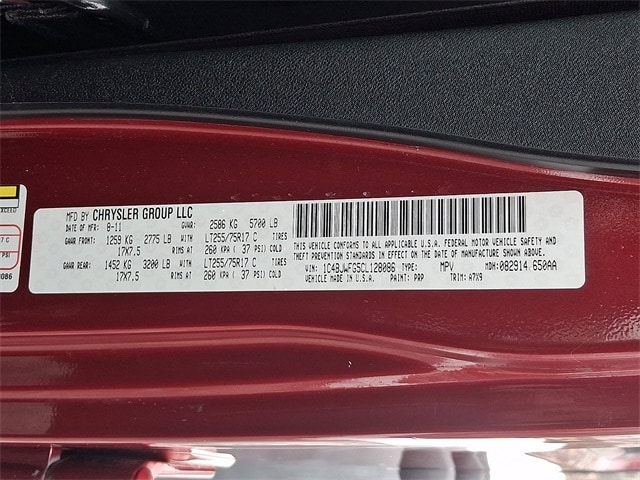 MFD BY CHRYSLER GROUP LLC
DATE OF MFR: 8-11 GVWR: 2586 KG 5700 LB
GAWR FRONT: 1259 KG 2775 LB WITH LT255/75R17 C TIRES
17X7.5 RIMS AT 260 KPA ( 37 PSI) COLD
GAWR REAR: 1452 KG 3200 LB WITH LT255/75R17 C TIRES
17X7.5 RIMS AT 260 KPA ( 37 PSI) COLD
THIS VEHICLE CONFORMS TO ALL APPLICABLE U.S.A. FEDERAL MOTOR VEHICLE SAFETY AND
THEFT PREVENTION STANDARDS IN EFFECT ON THE DATE OF MANUFACTURE SHOWN ABOVE.
VIN: 1C4BJWFG5CL128086 TYPE: MPV MDH: 082914 650AA
VEHICLE MADE IN U.S.A. PAINT: PRP TRIM: A7X9
7 C
PSI
8086